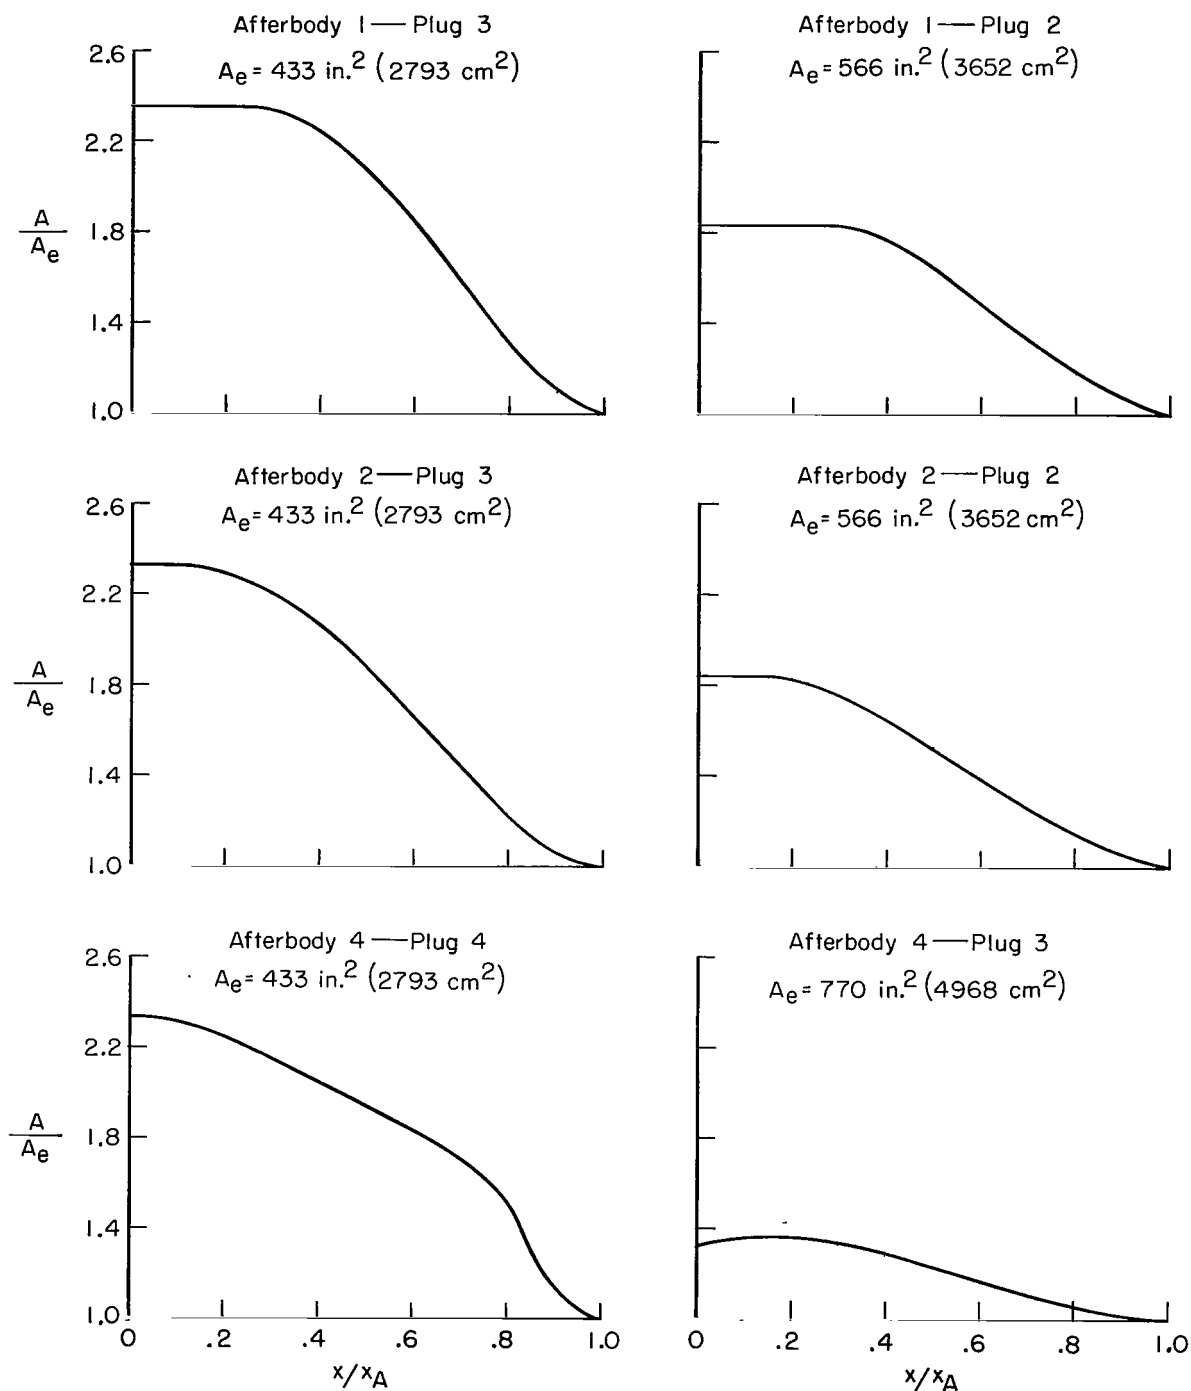 Afterbody 1 — Plug 3
Aₑ = 433 in.² (2793 cm²)
2.6
2.2
A/Aₑ
1.8
1.4
1.0
Afterbody 1 — Plug 2
Aₑ = 566 in.² (3652 cm²)
Afterbody 2 — Plug 3
Aₑ = 433 in.² (2793 cm²)
2.6
2.2
A/Aₑ
1.8
1.4
1.0
Afterbody 2 — Plug 2
Aₑ = 566 in.² (3652 cm²)
Afterbody 4 — Plug 4
Aₑ = 433 in.² (2793 cm²)
2.6
2.2
A/Aₑ
1.8
1.4
1.0
0 .2 .4 .6 .8 1.0
x/x_A
Afterbody 4 — Plug 3
Aₑ = 770 in.² (4968 cm²)
0 .2 .4 .6 .8 1.0
x/x_A